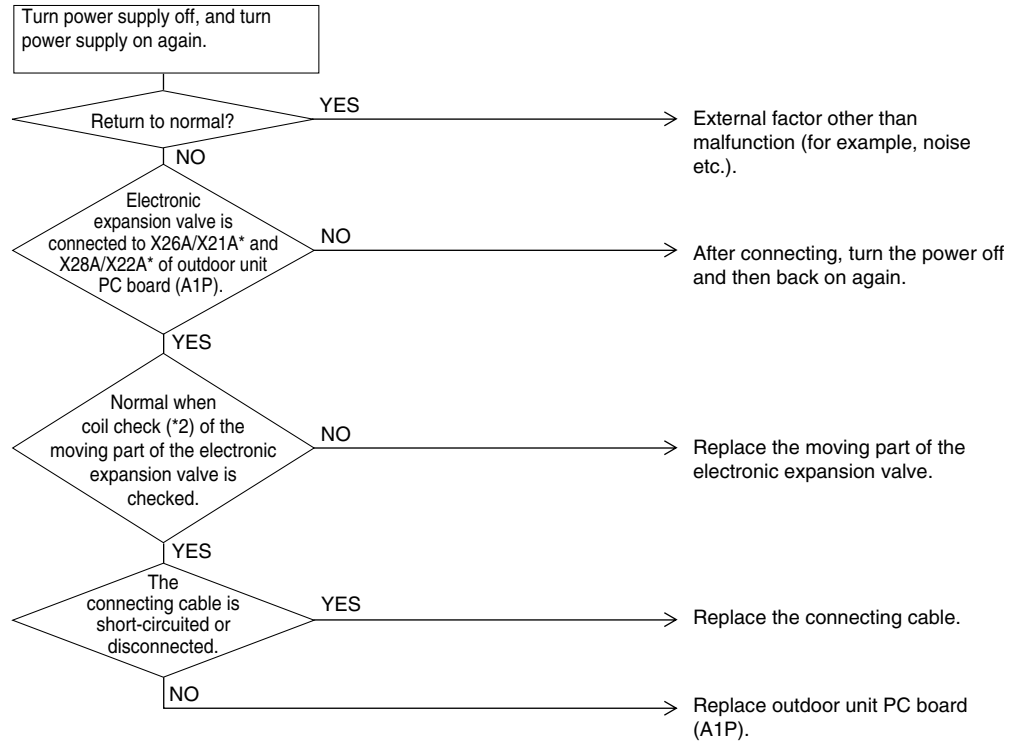 Turn power supply off, and turn
power supply on again.
YES
Return to normal?
External factor other than
malfunction (for example, noise
etc.).
NO
Electronic
expansion valve is
connected to X26A/X21A* and
X28A/X22A* of outdoor unit
PC board (A1P).
NO
After connecting, turn the power off
and then back on again.
YES
Normal when
coil check (*2) of the
moving part of the electronic
expansion valve is
checked.
NO
Replace the moving part of the
electronic expansion valve.
YES
The
connecting cable is
short-circuited or
disconnected.
YES
Replace the connecting cable.
NO
Replace outdoor unit PC board
(A1P).